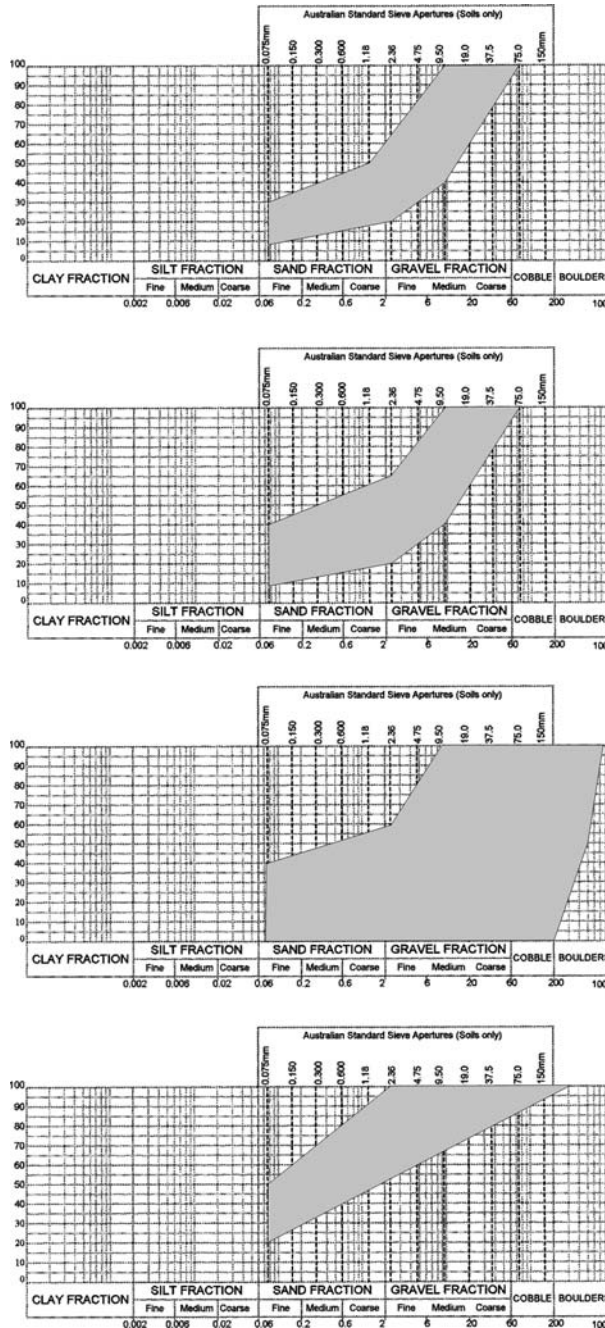 Australian Standard Sieve Apertures (Soils only)
0.075mm 0.150 0.300 0.600 1.18 2.36 4.75 9.50 19.0 37.5 75.0 150mm
100
90
80
70
60
50
40
30
20
10
0
CLAY FRACTION SILT FRACTION SAND FRACTION GRAVEL FRACTION COBBLE BOULDER
Fine Medium Coarse Fine Medium Coarse Fine Medium Coarse
0.002 0.006 0.02 0.06 0.2 0.6 2 6 20 60 200 100
Australian Standard Sieve Apertures (Soils only)
0.075mm 0.150 0.300 0.600 1.18 2.36 4.75 9.50 19.0 37.5 75.0 150mm
100
90
80
70
60
50
40
30
20
10
0
CLAY FRACTION SILT FRACTION SAND FRACTION GRAVEL FRACTION COBBLE BOULDER
Fine Medium Coarse Fine Medium Coarse Fine Medium Coarse
0.002 0.006 0.02 0.06 0.2 0.6 2 6 20 60 200 100
Australian Standard Sieve Apertures (Soils only)
0.075mm 0.150 0.300 0.600 1.18 2.36 4.75 9.50 19.0 37.5 75.0 150mm
100
90
80
70
60
50
40
30
20
10
0
CLAY FRACTION SILT FRACTION SAND FRACTION GRAVEL FRACTION COBBLE BOULDER
Fine Medium Coarse Fine Medium Coarse Fine Medium Coarse
0.002 0.006 0.02 0.06 0.2 0.6 2 6 20 60 200 100
Australian Standard Sieve Apertures (Soils only)
0.075mm 0.150 0.300 0.600 1.18 2.36 4.75 9.50 19.0 37.5 75.0 150mm
100
90
80
70
60
50
40
30
20
10
0
CLAY FRACTION SILT FRACTION SAND FRACTION GRAVEL FRACTION COBBLE BOULDER
Fine Medium Coarse Fine Medium Coarse Fine Medium Coarse
0.002 0.006 0.02 0.06 0.2 0.6 2 6 20 60 200 100